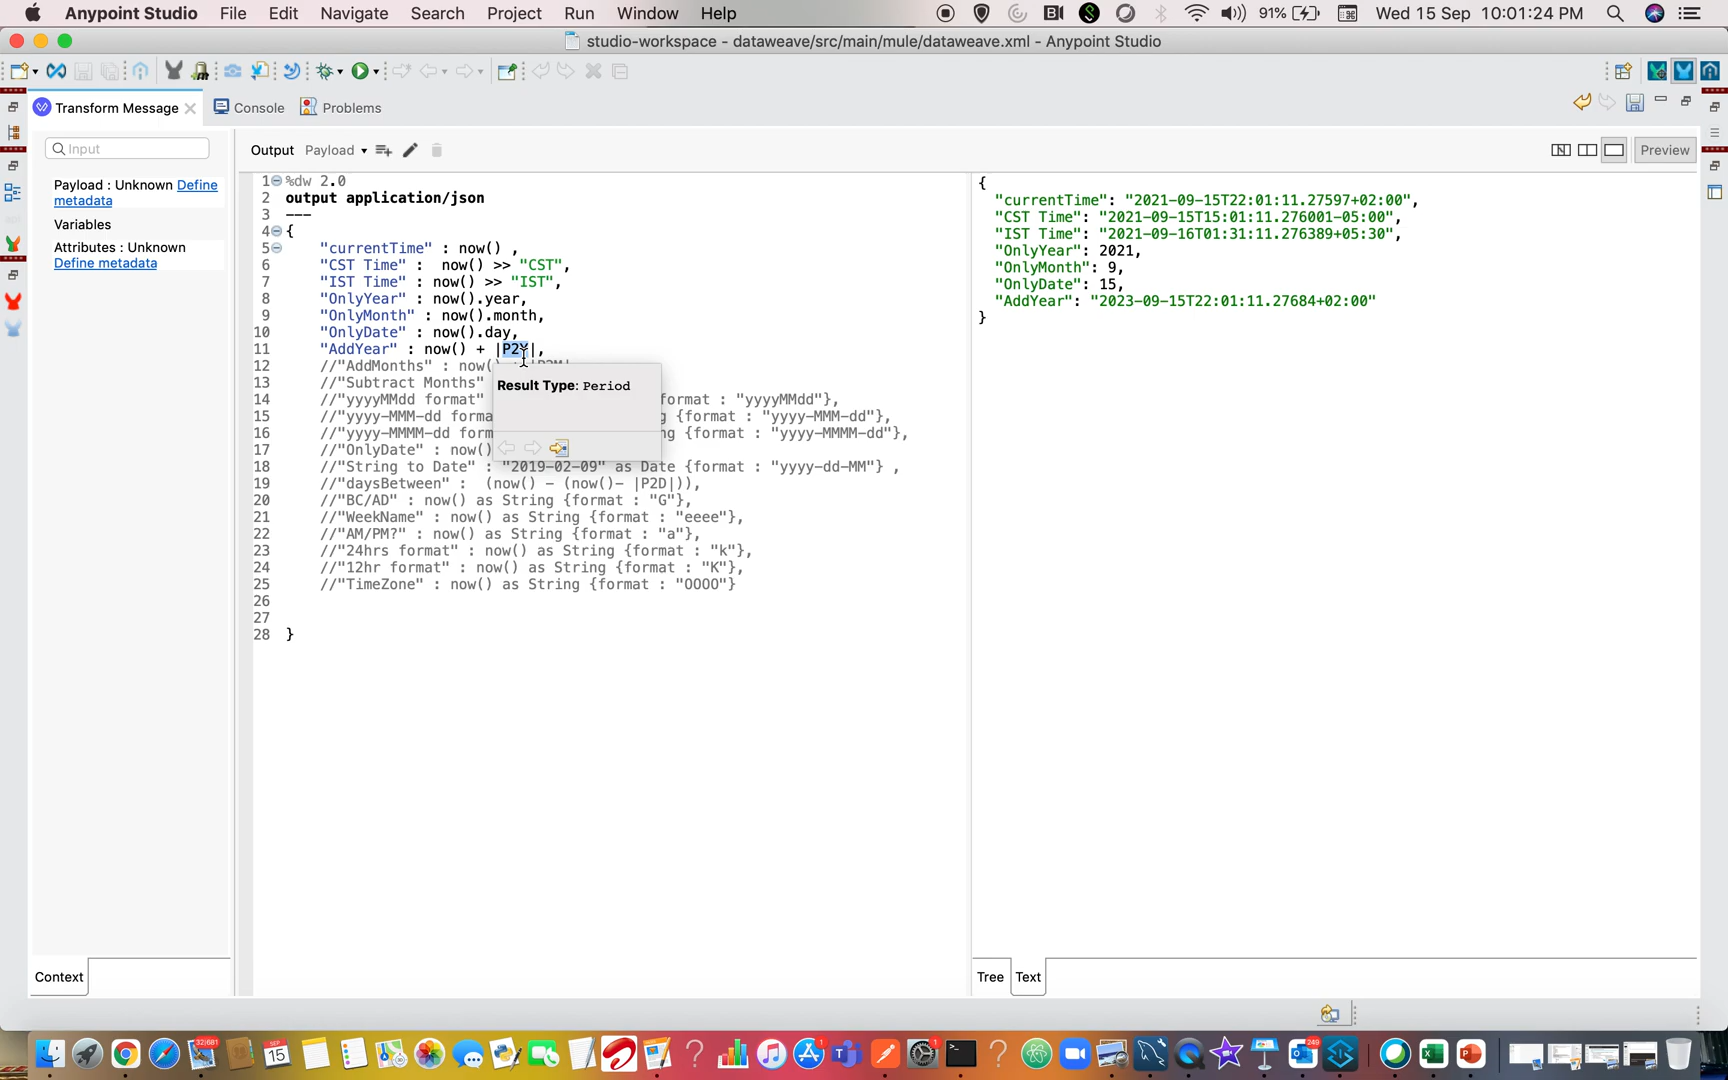 Anypoint Studio File Edit Navigate Search Project Run Window Help 91% Wed 15 Sep 10:01:24 PM
studio-workspace - dataweave/src/main/mule/dataweave.xml - Anypoint Studio
Transform Message Console Problems
Input
Output Payload Preview
Payload : Unknown Define metadata
Variables
Attributes : Unknown
Define metadata
1 %dw 2.0
2 output application/json
3 ---
4 {
5 "currentTime" : now() ,
6 "CST Time" :  now() >> "CST",
7 "IST Time" : now() >> "IST",
8 "OnlyYear" : now().year,
9 "OnlyMonth" : now().month,
10 "OnlyDate" : now().day,
11 "AddYear" : now() + |P2Y|,
12 //"AddMonths" : now()
13 //"Subtract Months"
14 //"yyyyMMdd format" format : "yyyyMMdd"},
15 //"yyyy-MMM-dd forma g {format : "yyyy-MMM-dd"},
16 //"yyyy-MMMM-dd form ng {format : "yyyy-MMMM-dd"},
17 //"OnlyDate" : now()
18 //"String to Date" : "2019-02-09" as Date {format : "yyyy-dd-MM"} ,
19 //"daysBetween" :  (now() - (now()- |P2D|)),
20 //"BC/AD" : now() as String {format : "G"},
21 //"WeekName" : now() as String {format : "eeee"},
22 //"AM/PM?" : now() as String {format : "a"},
23 //"24hrs format" : now() as String {format : "k"},
24 //"12hr format" : now() as String {format : "K"},
25 //"TimeZone" : now() as String {format : "OOOO"}
26
27
28 }
Result Type: Period
{
"currentTime": "2021-09-15T22:01:11.27597+02:00",
"CST Time": "2021-09-15T15:01:11.276001-05:00",
"IST Time": "2021-09-16T01:31:11.276389+05:30",
"OnlyYear": 2021,
"OnlyMonth": 9,
"OnlyDate": 15,
"AddYear": "2023-09-15T22:01:11.27684+02:00"
}
Context
Tree Text